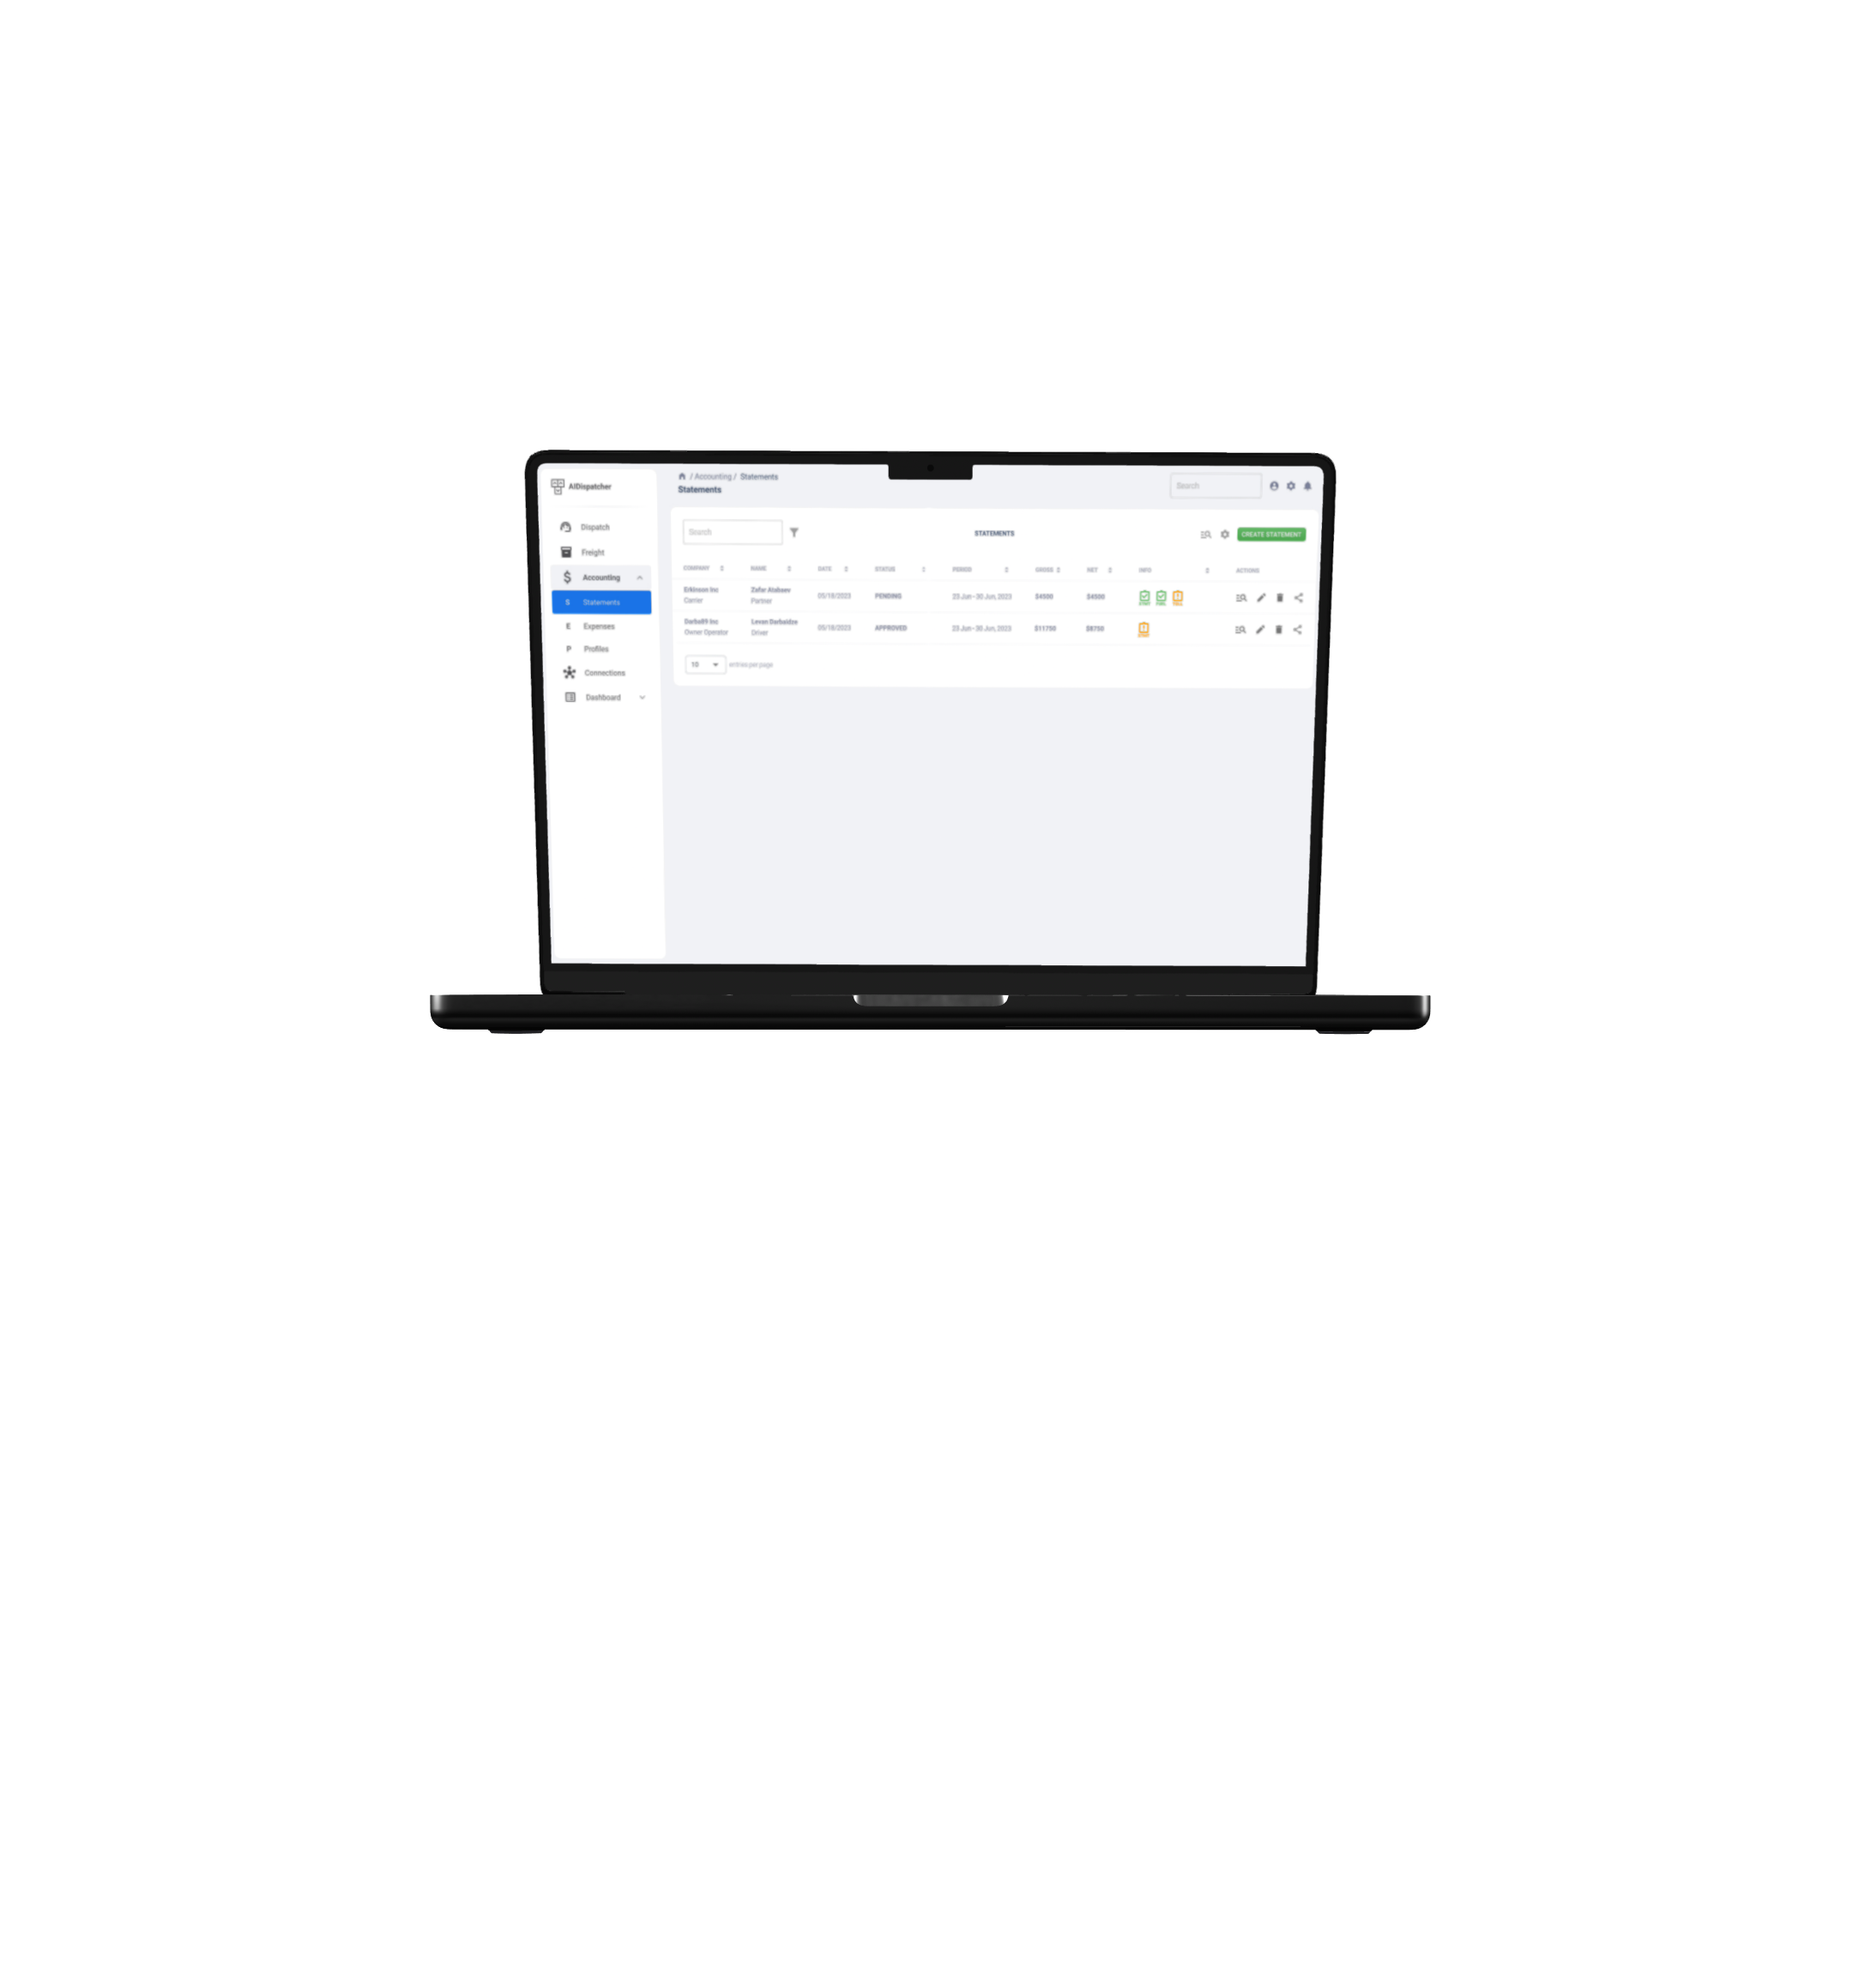 AIDispatcher
Dispatch
Freight
Accounting
S Statements
E Expenses
P Profiles
Connections
Dashboard
/ Accounting / Statements
Statements
Search
Search
STATEMENTS
CREATE STATEMENT
COMPANY NAME DATE STATUS PERIOD GROSS NET INFO ACTIONS
Erkinson Inc Zafar Atabaev 05/18/2023 PENDING 23 Jun-30 Jun, 2023 $4500 $4500
Carrier Partner
Inc Levan 05/18/2023 APPROVED 23 Jun-30 Jun, 2023 $11750 $8750
Owner Operator Driver
10 entries per page